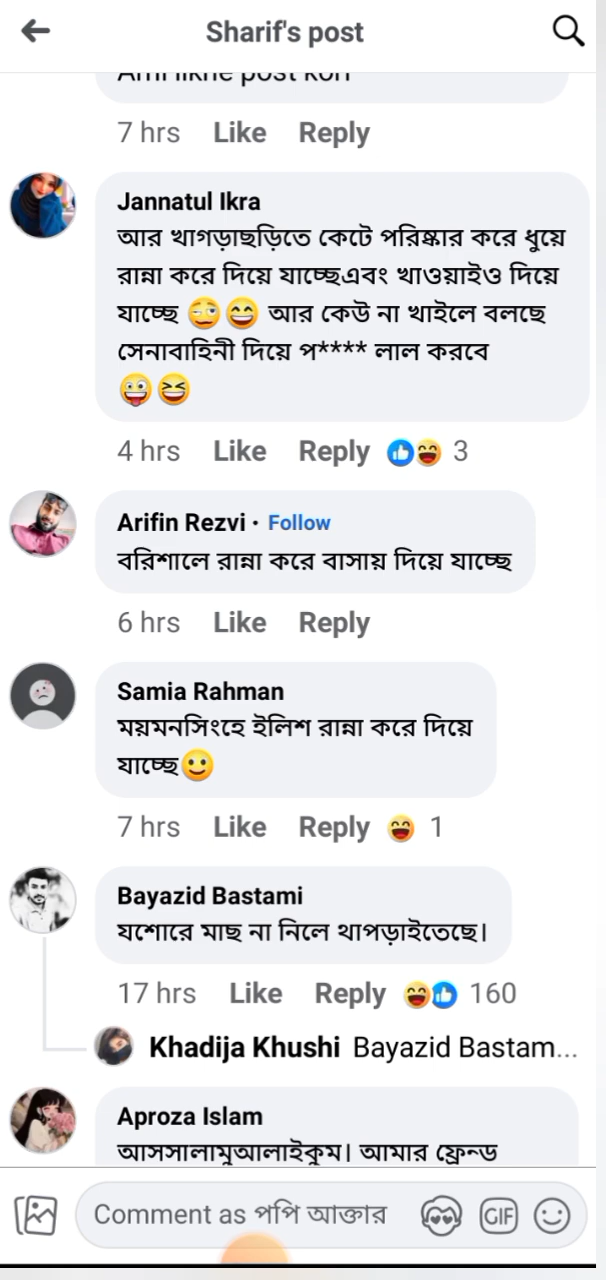 Sharif's post
Ami likhe post kori
7 hrs Like Reply
Jannatul Ikra
আর খাগড়াছড়িতে কেটে পরিষ্কার করে ধুয়ে
রান্না করে দিয়ে যাচ্ছেএবং খাওয়াইও দিয়ে
যাচ্ছে 🥴😄 আর কেউ না খাইলে বলছে
সেনাবাহিনী দিয়ে প**** লাল করবে
🤪😆
4 hrs Like Reply 3
Arifin Rezvi · Follow
বরিশালে রান্না করে বাসায় দিয়ে যাচ্ছে
6 hrs Like Reply
Samia Rahman
ময়মনসিংহে ইলিশ রান্না করে দিয়ে
যাচ্ছে🙂
7 hrs Like Reply 1
Bayazid Bastami
যশোরে মাছ না নিলে থাপড়াইতেছে।
17 hrs Like Reply 160
Khadija Khushi Bayazid Bastam...
Aproza Islam
আসসালামুআলাইকুম। আমার ফ্রেন্ড
Comment as পপি আক্তার GIF